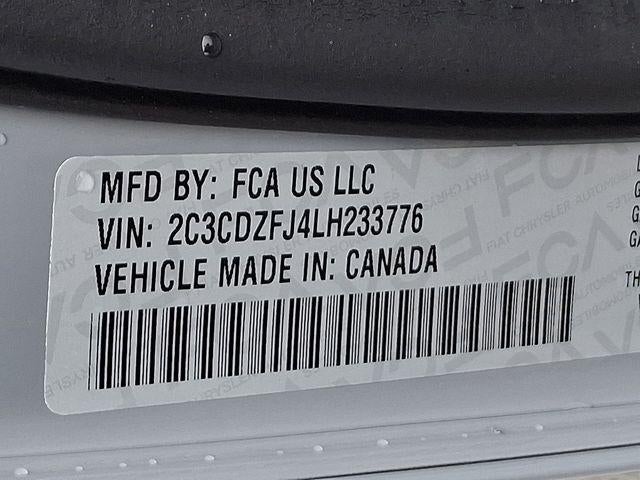 MFD BY: FCA US LLC
VIN: 2C3CDZFJ4LH233776
VEHICLE MADE IN: CANADA